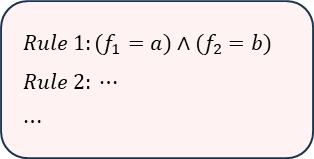 Rule 1: (f₁ = a) ∧ (f₂ = b)
Rule 2: ⋯
⋯